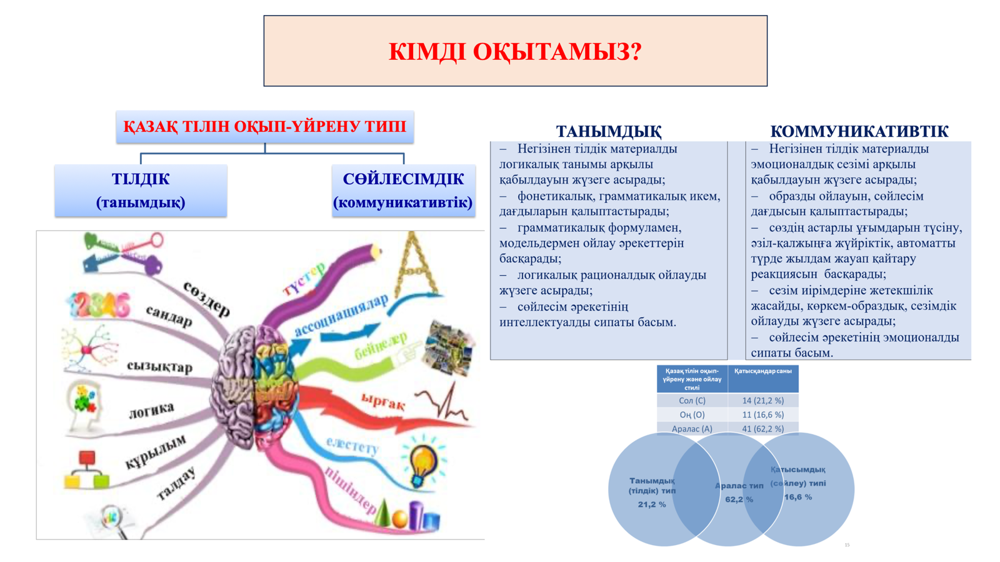 КІМДІ ОҚЫТАМЫЗ?
ҚАЗАҚ ТІЛІН ОҚЫП-ҮЙРЕНУ ТИПІ
ТІЛДІК
(танымдық)
СӨЙЛЕСІМДІК
(коммуникативтік)
сөздер
сандар
сызықтар
логика
құрылым
талдау
түстер
ассоциациялар
бейнелер
ырғақ
елестету
пішіндер
ТАНЫМДЫҚ
– Негізінен тілдік материалды
логикалық танымы арқылы
қабылдауын жүзеге асырады;
– фонетикалық, грамматикалық икем,
дағдыларын қалыптастырады;
– грамматикалық формуламен,
модельдермен ойлау әрекеттерін
басқарады;
– логикалық рационалдық ойлауды
жүзеге асырады;
– сөйлесім әрекетінің
интеллектуалды сипаты басым.
КОММУНИКАТИВТІК
– Негізінен тілдік материалды
эмоционалдық сезімі арқылы
қабылдауын жүзеге асырады;
– образды ойлауын, сөйлесім
дағдысын қалыптастырады;
– сөздің астарлы ұғымдарын түсіну,
әзіл-қалжыңға жүйріктік, автоматты
түрде жылдам жауап қайтару
реакциясын басқарады;
– сезім иірімдеріне жетекшілік
жасайды, көркем-образдық, сезімдік
ойлауды жүзеге асырады;
– сөйлесім әрекетінің эмоционалды
сипаты басым.
Қазақ тілін оқып-
үйрену және ойлау
стилі
Қатысқандар саны
Сол (С) 14 (21,2 %)
Оң (О) 11 (16,6 %)
Аралас (А) 41 (62,2 %)
Танымдық
(тілдік) тип
21,2 %
Аралас тип
62,2 %
Қатысымдық
(сөйлеу) типі
16,6 %
15